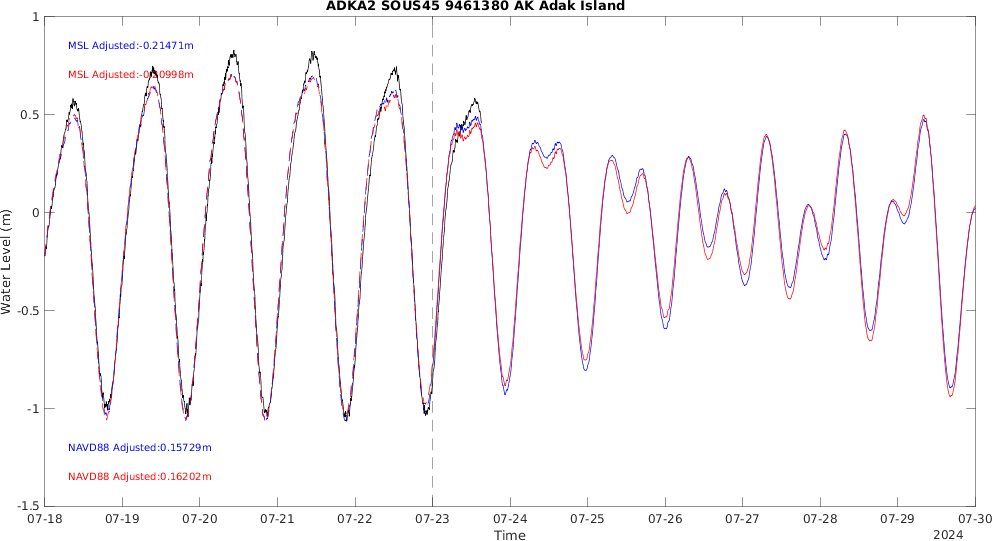 ADKA2 SOUS45 9461380 AK Adak Island
1
0.5
0
-0.5
-1
-1.5
Water Level (m)
MSL Adjusted:-0.21471m
MSL
NAVD88 Adjusted:0.15729m
NAVD88 Adjusted:0.16202m
07-18 07-19 07-20 07-21 07-22 07-23 07-24 07-25 07-26 07-27 07-28 07-29 07-30
Time
2024